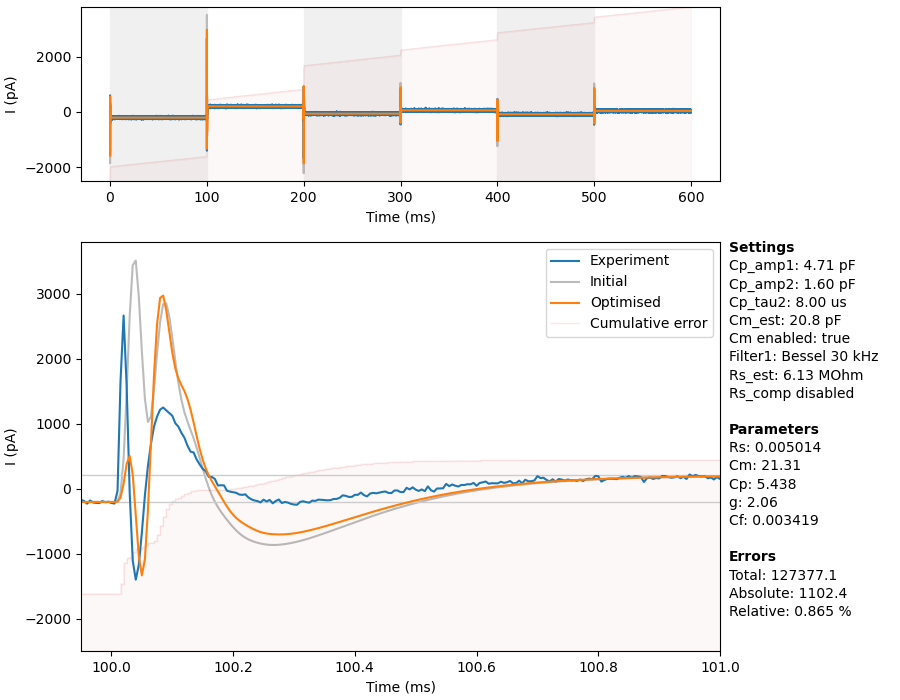 2000
0
−2000
I (pA)
0 100 200 300 400 500 600
Time (ms)
3000
2000
1000
0
−1000
−2000
I (pA)
Experiment
Initial
Optimised
Cumulative error
100.0 100.2 100.4 100.6 100.8 101.0
Time (ms)
Settings
Cp_amp1: 4.71 pF
Cp_amp2: 1.60 pF
Cp_tau2: 8.00 us
Cm_est: 20.8 pF
Cm enabled: true
Filter1: Bessel 30 kHz
Rs_est: 6.13 MOhm
Rs_comp disabled
Parameters
Rs: 0.005014
Cm: 21.31
Cp: 5.438
g: 2.06
Cf: 0.003419
Errors
Total: 127377.1
Absolute: 1102.4
Relative: 0.865 %